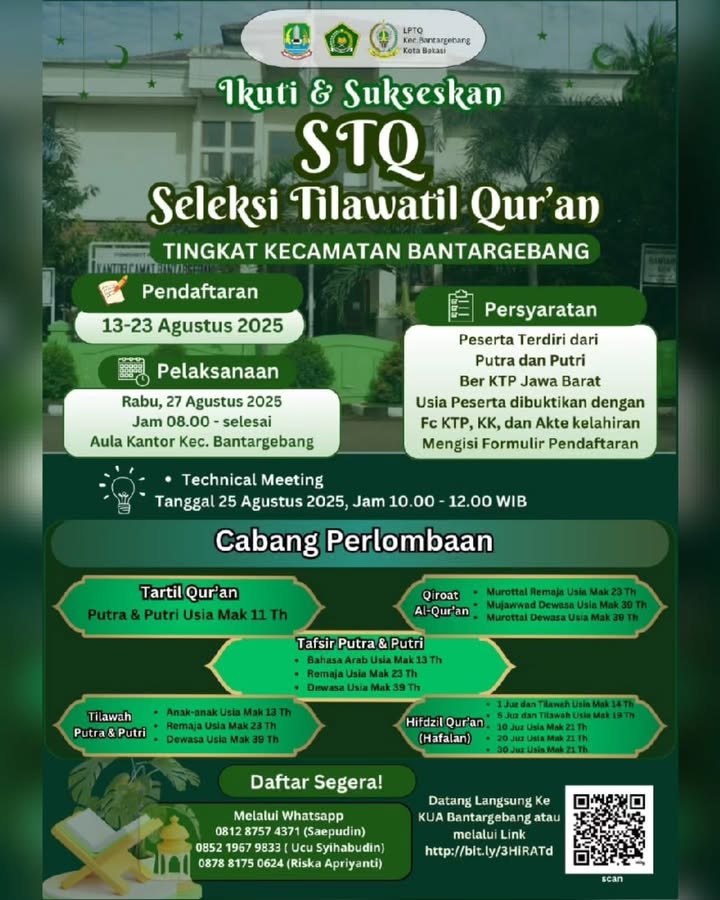 LPTQ
Kec.Bantargebang
Kota Bekasi
Ikuti & Sukseskan
STQ
Seleksi Tilawatil Qur'an
TINGKAT KECAMATAN BANTARGEBANG
Pendaftaran
13-23 Agustus 2025
Pelaksanaan
Rabu, 27 Agustus 2025
Jam 08.00 - selesai
Aula Kantor Kec. Bantargebang
Persyaratan
Peserta Terdiri dari
Putra dan Putri
Ber KTP Jawa Barat
Usia Peserta dibuktikan dengan
Fc KTP, KK, dan Akte kelahiran
Mengisi Formulir Pendaftaran
• Technical Meeting
Tanggal 25 Agustus 2025, Jam 10.00 - 12.00 WIB
Cabang Perlombaan
Tartil Qur'an
Putra & Putri Usia Mak 11 Th
Qiroat
Al-Qur'an
• Murottal Remaja Usia Mak 23 Th
• Mujawwad Dewasa Usia Mak 39 Th
• Murottal Dewasa Usia Mak 39 Th
Tafsir Putra & Putri
• Bahasa Arab Usia Mak 13 Th
• Remaja Usia Mak 23 Th
• Dewasa Usia Mak 39 Th
Tilawah
Putra & Putri
• Anak-anak Usia Mak 13 Th
• Remaja Usia Mak 23 Th
• Dewasa Usia Mak 39 Th
Hifdzil Qur'an
(Hafalan)
• 1 Juz dan Tilawah Usia Mak 14 Th
• 5 Juz dan Tilawah Usia Mak 19 Th
• 10 Juz Usia Mak 21 Th
• 20 Juz Usia Mak 21 Th
• 30 Juz Usia Mak 21 Th
Daftar Segera!
Melalui Whatsapp
0812 8757 4371 (Saepudin)
0852 1967 9833 ( Ucu Syihabudin)
0878 8175 0624 (Riska Apriyanti)
Datang Langsung Ke
KUA Bantargebang atau
melalui Link
http://bit.ly/3HiRATd
scan